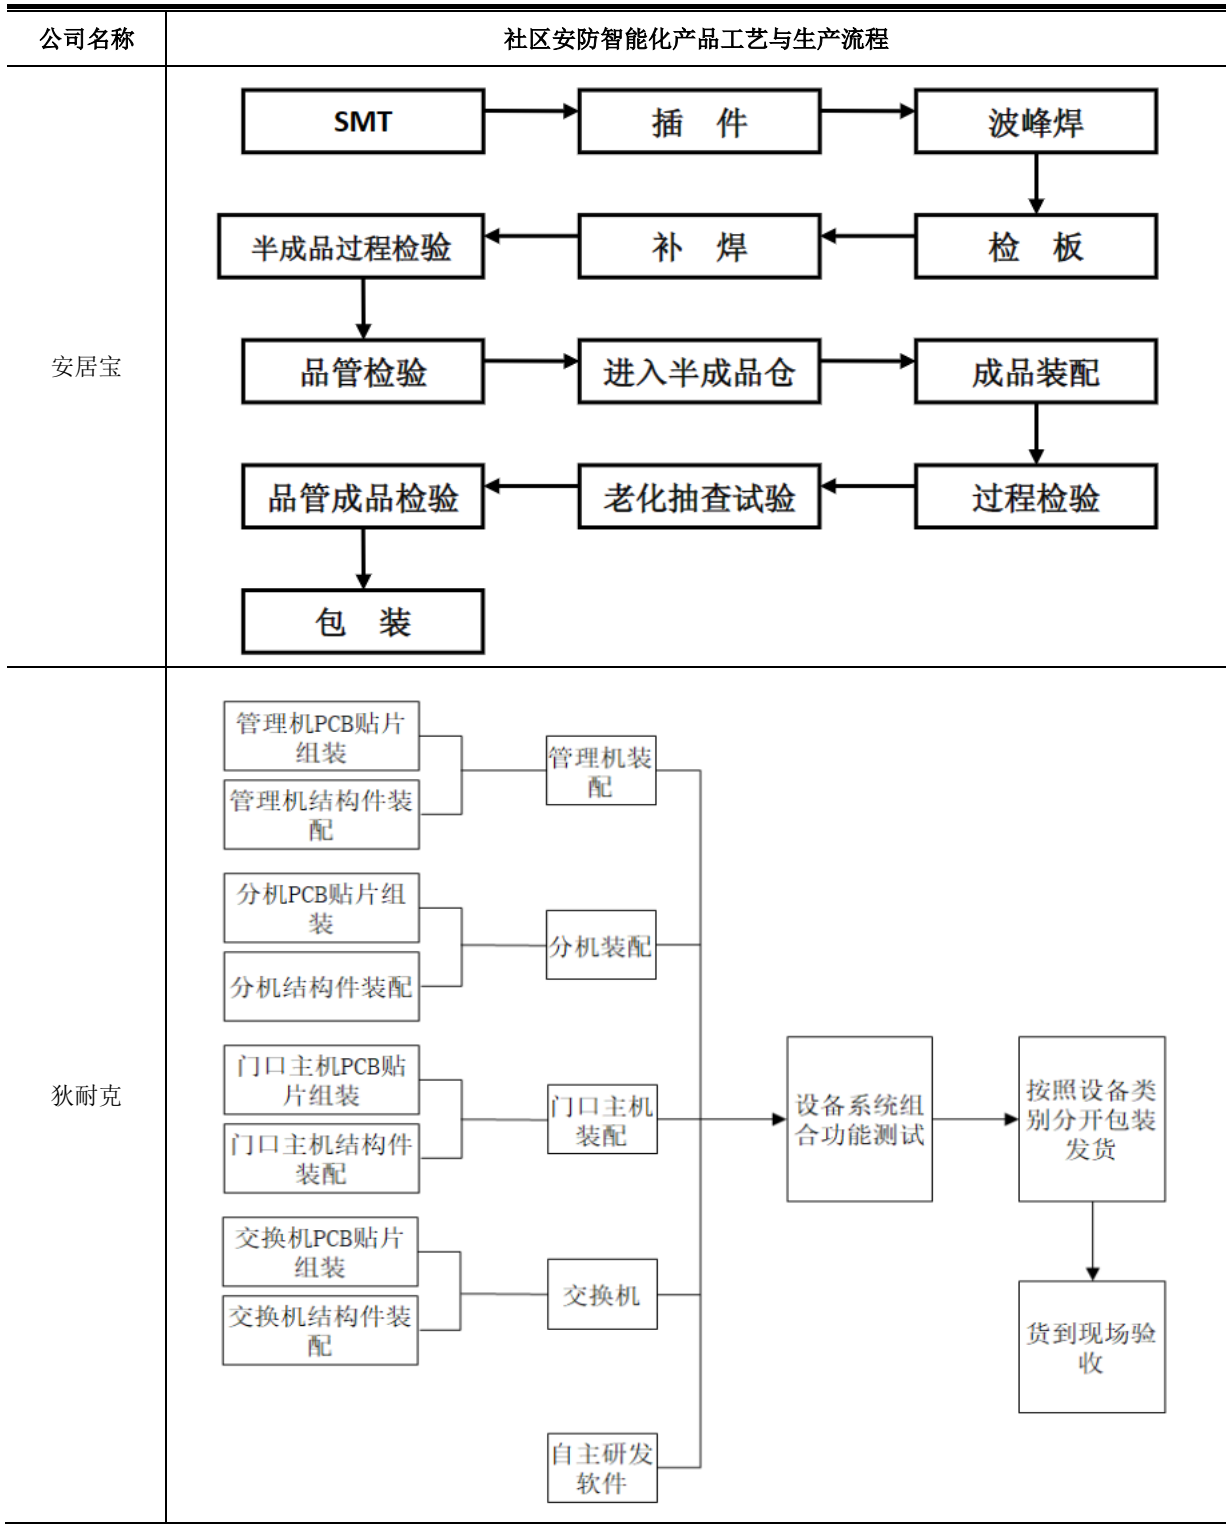 公司名称
社区安防智能化产品工艺与生产流程
安居宝
SMT
插 件
波峰焊
半成品过程检验
补 焊
检 板
品管检验
进入半成品仓
成品装配
品管成品检验
老化抽查试验
过程检验
包 装
狄耐克
管理机PCB贴片
组装
管理机结构件装
配
管理机装
配
分机PCB贴片组
装
分机结构件装配
分机装配
门口主机PCB贴
片组装
门口主机结构件
装配
门口主机
装配
交换机PCB贴片
组装
交换机结构件装
配
交换机
自主研发
软件
设备系统组
合功能测试
按照设备类
别分开包装
发货
货到现场验
收